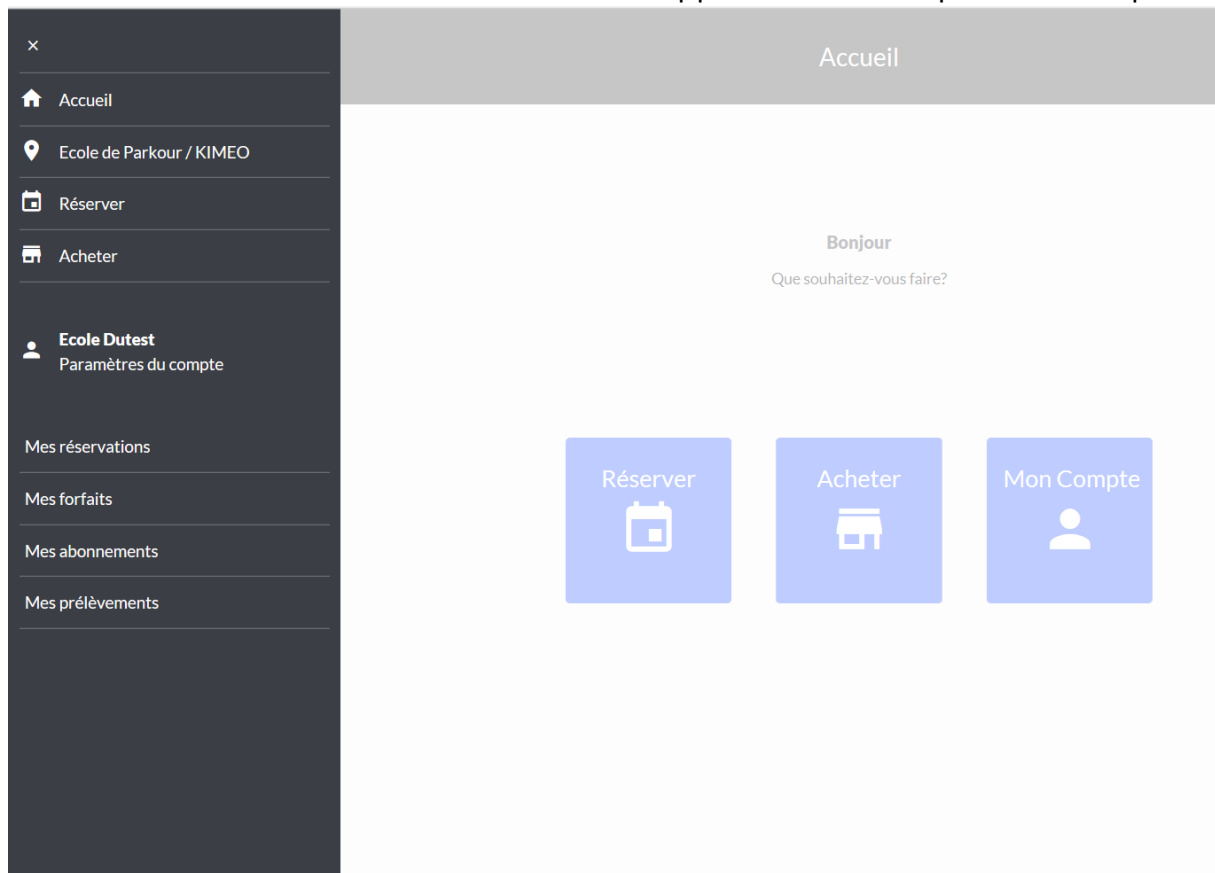 ×
Accueil
Ecole de Parkour / KIMEO
Réserver
Acheter
Ecole Dutest
Paramètres du compte
Mes réservations
Mes forfaits
Mes abonnements
Mes prélèvements
Accueil
Bonjour
Que souhaitez-vous faire?
Réserver
Acheter
Mon Compte